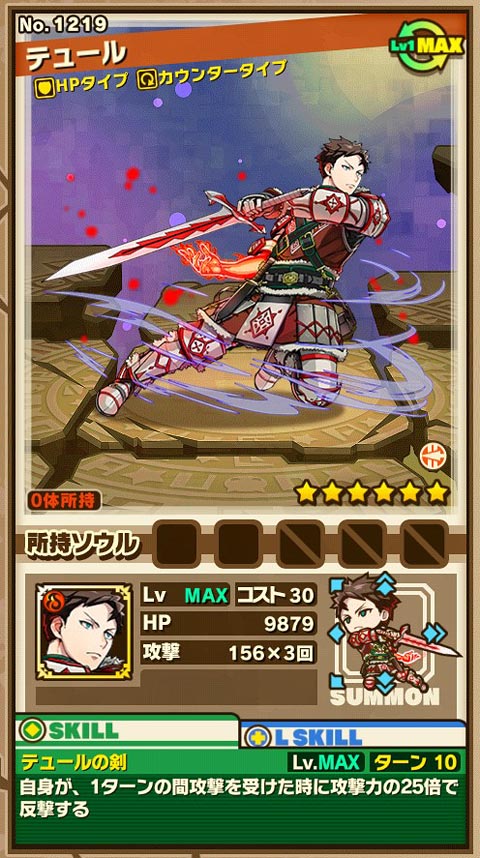 No.1219
テュール
Lv1 MAX
HPタイプ カウンタータイプ
0体所持
所持ソウル
Lv MAX コスト 30
HP 9879
攻撃 156×3回
SUMMON
SKILL
L SKILL
テュールの剣 Lv.MAX ターン 10
自身が、1ターンの間攻撃を受けた時に攻撃力の25倍で
反撃する